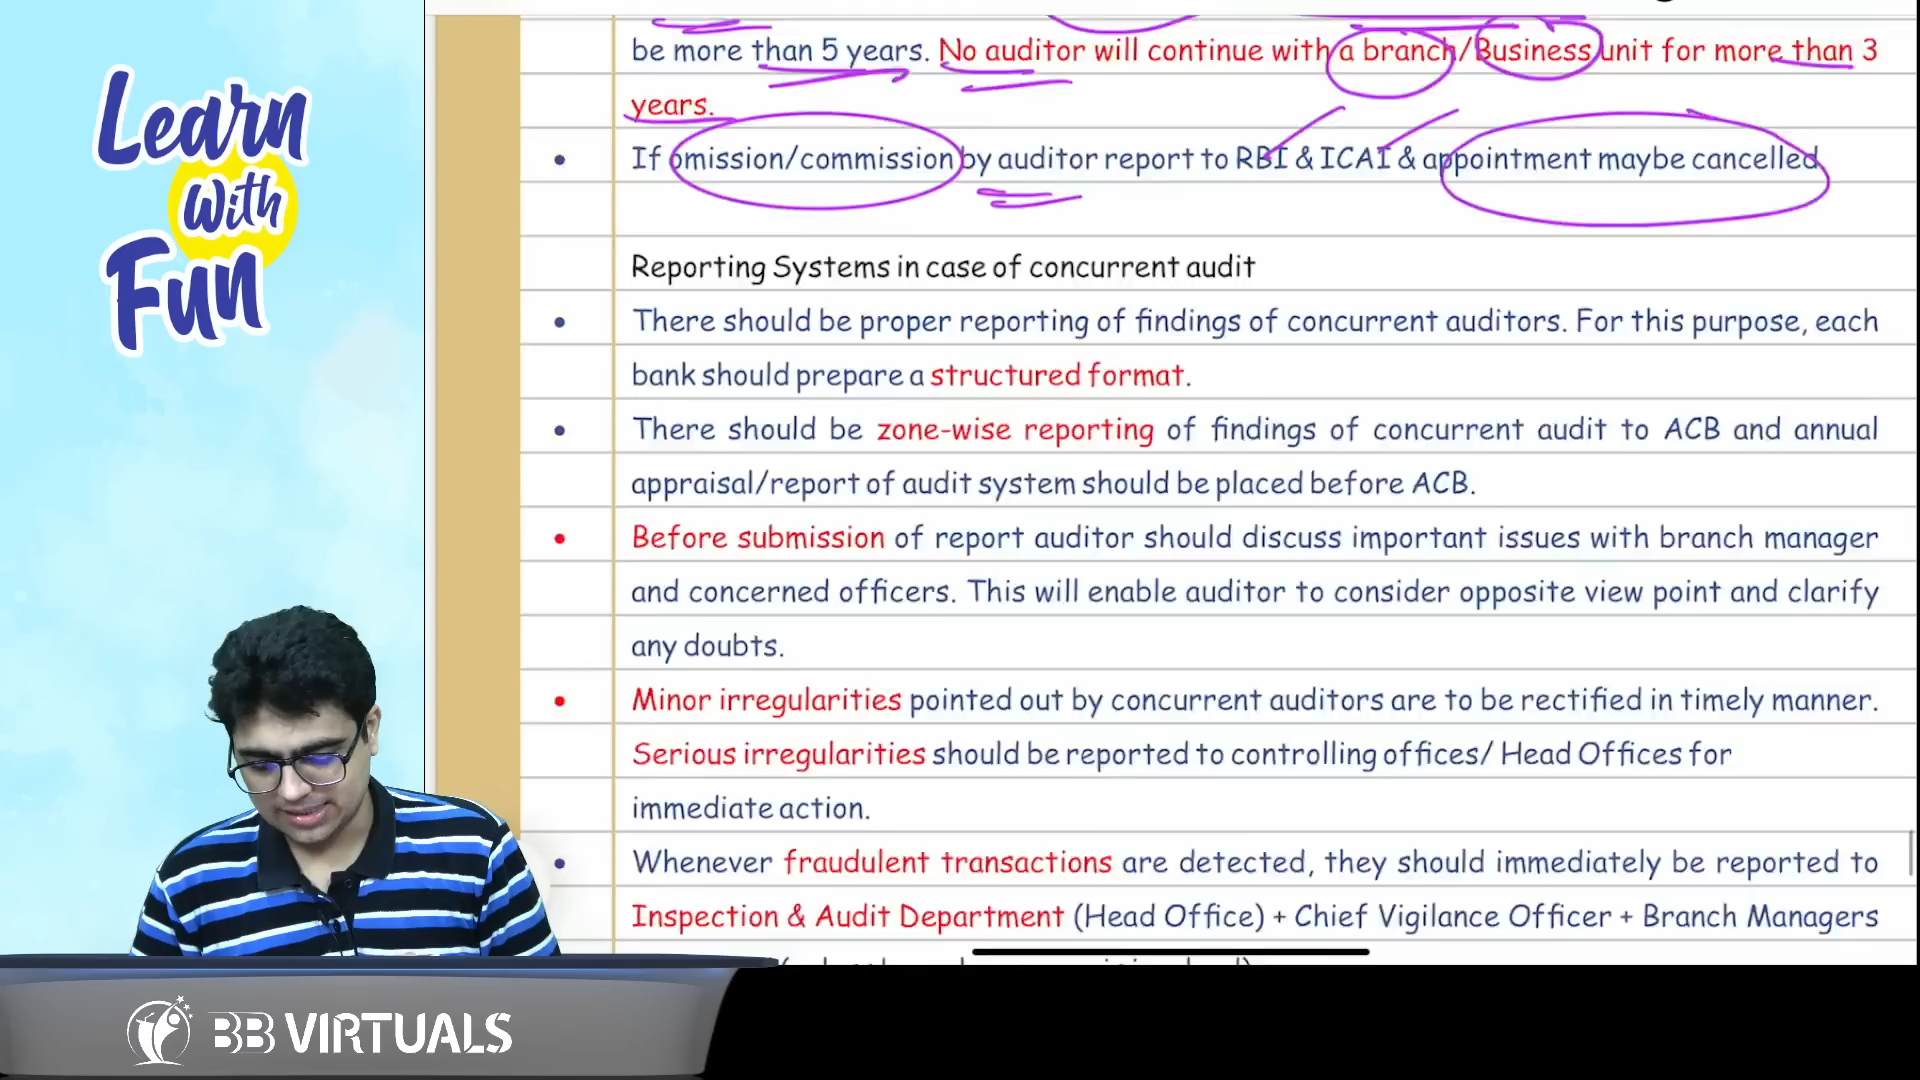 Learn
With
Fun
be more than 5 years. No auditor will continue with a branch/Business unit for more than 3
years.
• If omission/commission by auditor report to RBI & ICAI & appointment maybe cancelled
Reporting Systems in case of concurrent audit
• There should be proper reporting of findings of concurrent auditors. For this purpose, each
bank should prepare a structured format.
• There should be zone-wise reporting of findings of concurrent audit to ACB and annual
appraisal/report of audit system should be placed before ACB.
• Before submission of report auditor should discuss important issues with branch manager
and concerned officers. This will enable auditor to consider opposite view point and clarify
any doubts.
• Minor irregularities pointed out by concurrent auditors are to be rectified in timely manner.
Serious irregularities should be reported to controlling offices/ Head Offices for
immediate action.
• Whenever fraudulent transactions are detected, they should immediately be reported to
Inspection & Audit Department (Head Office) + Chief Vigilance Officer + Branch Managers
BB VIRTUALS